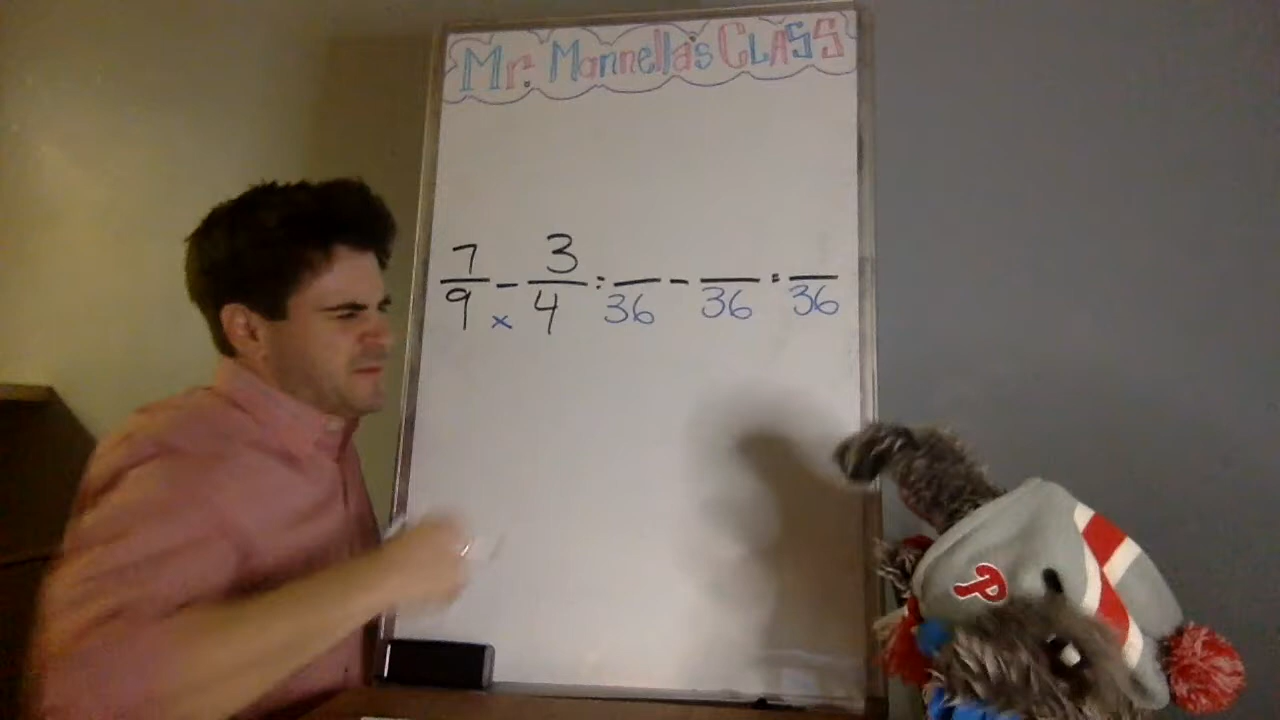 Mr. Mannella's CLASS
7/9 - 3/4 = __/36 - __/36 = __/36
x
P